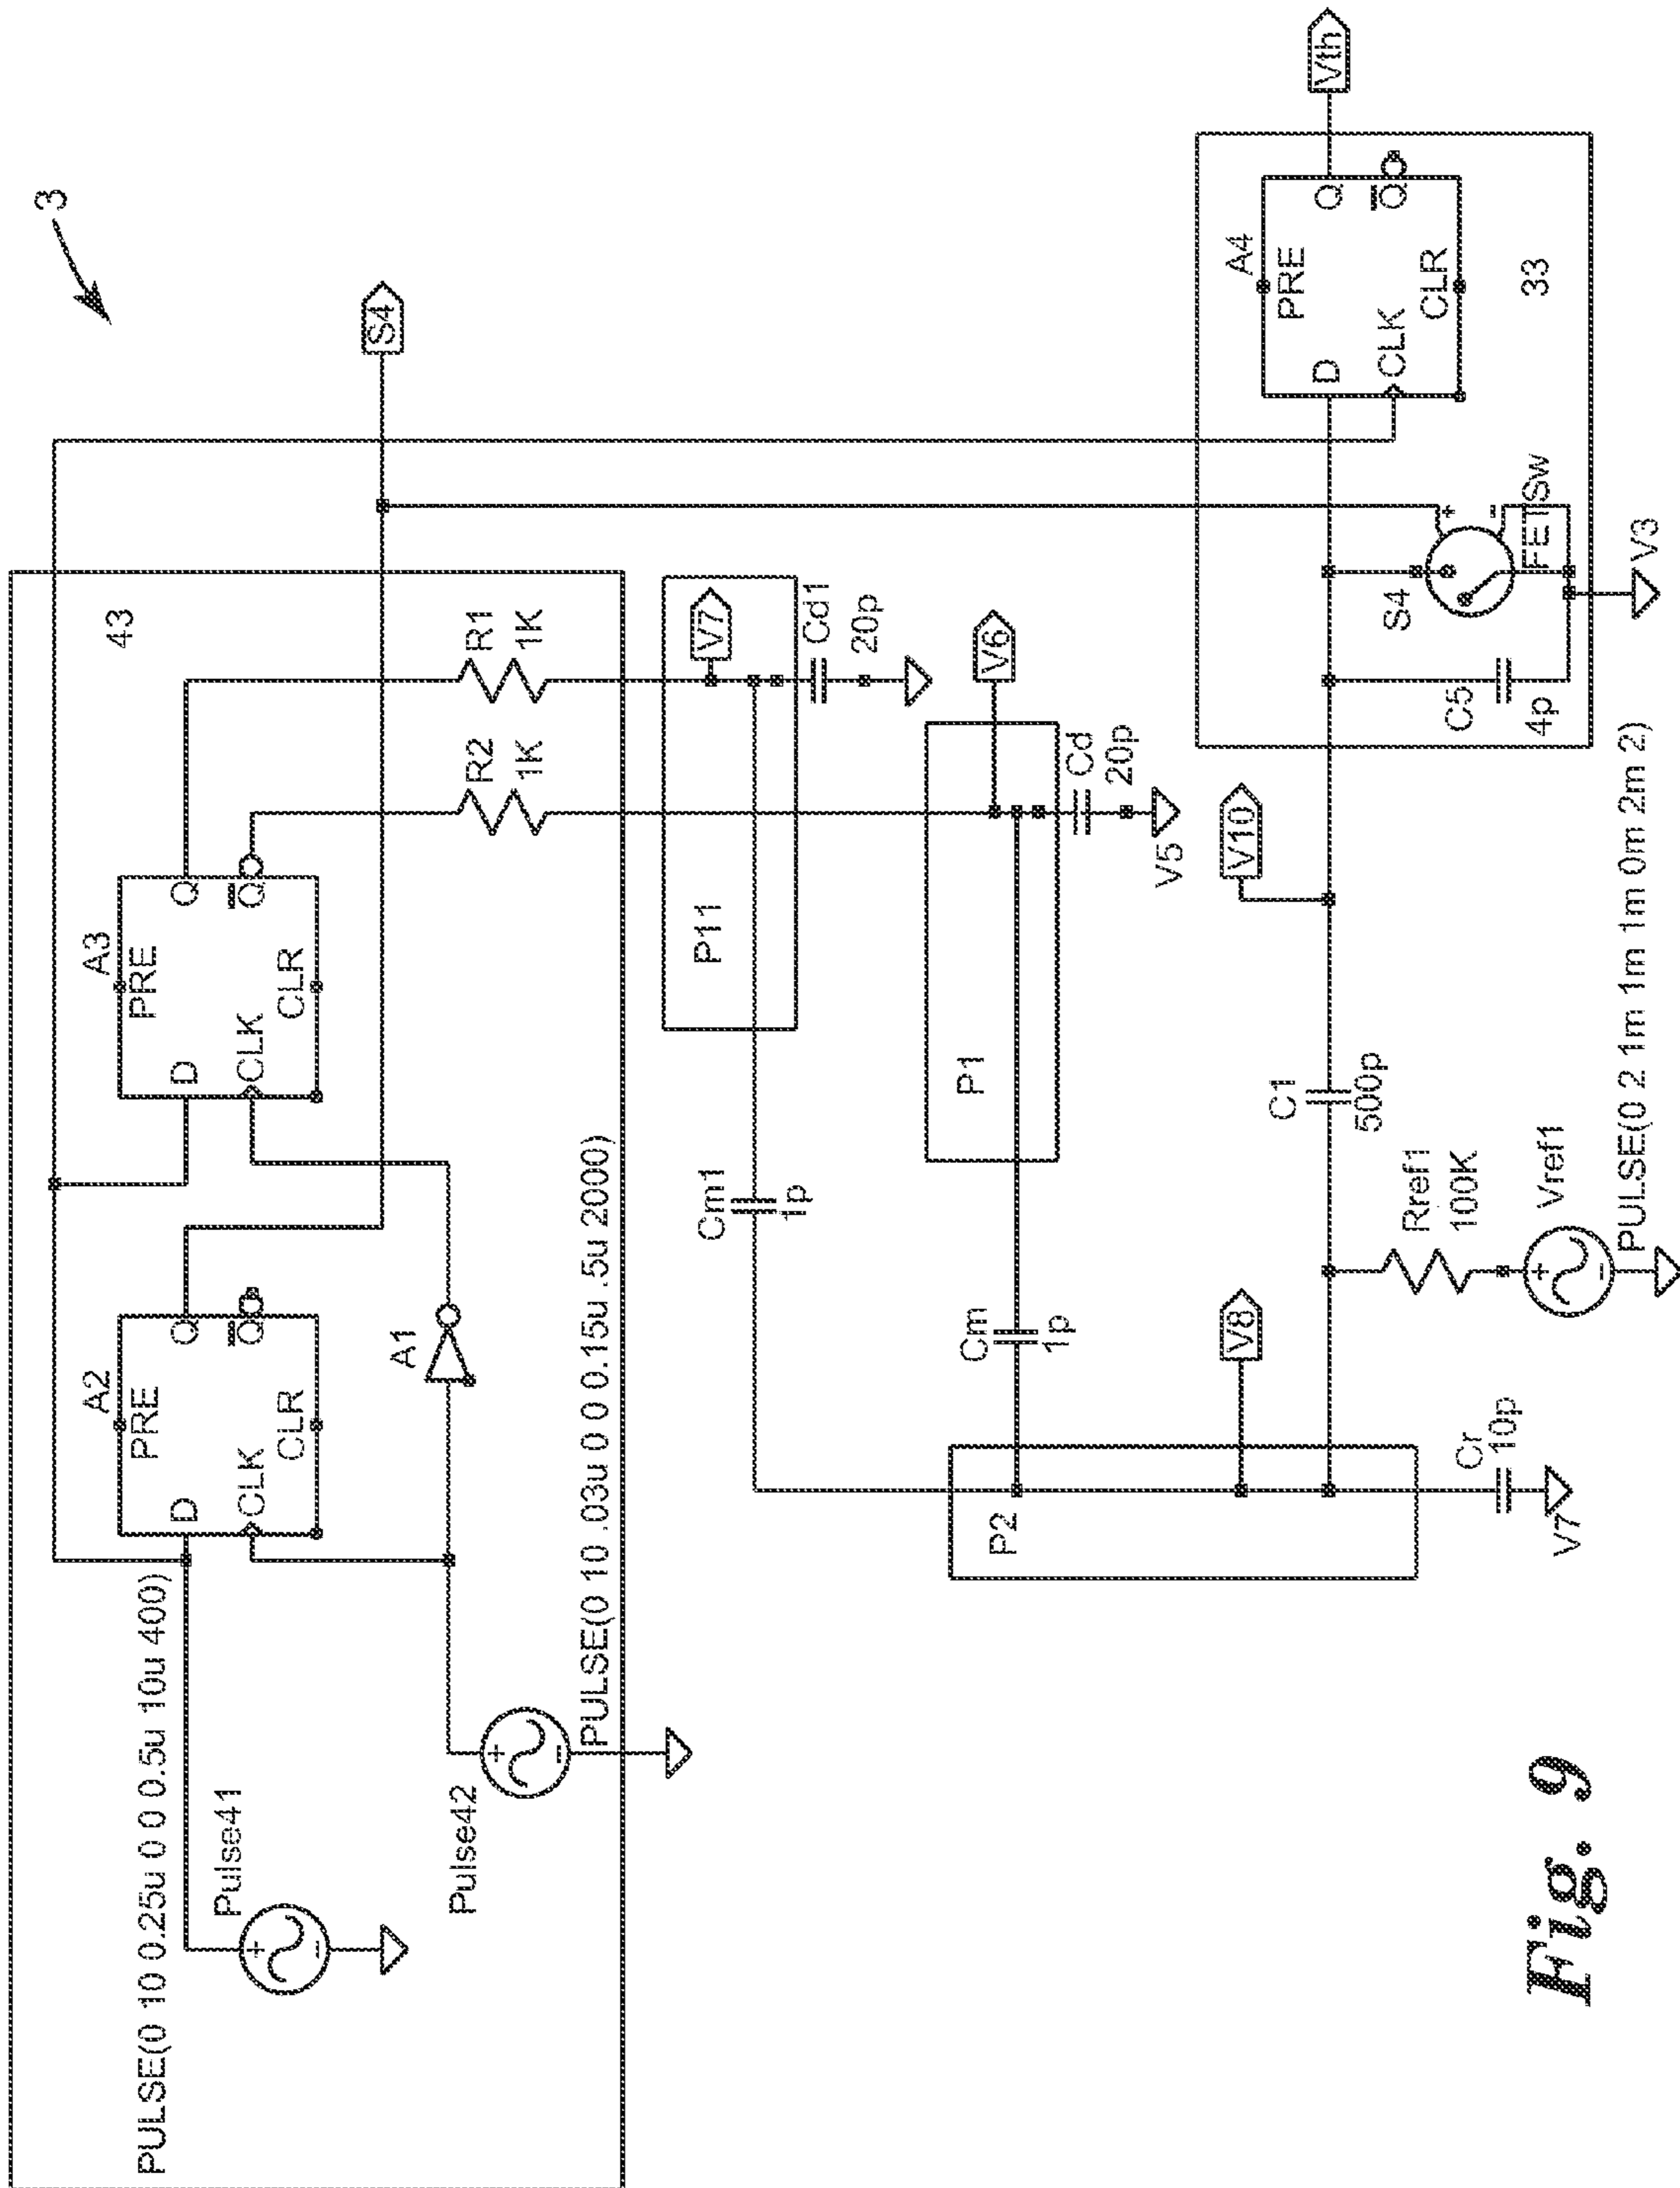 3
43
PULSE(0 10 0.25u 0 0 0.5u 10u 400)
Pulse41
Pulse42
PULSE(0 10 .03u 0 0 0.15u .5u 2000)
A2
PRE
D
Q
CLK
Q
CLR
A1
A3
PRE
D
Q
CLK
Q
CLR
S4
R2
1K
R1
1K
P11
V7
Cd1
20p
Cm1
1p
P1
V6
Cd
20p
V5
Cm
1p
P2
V8
Cr
10p
V7
C1
500p
V10
Rref1
100K
Vref1
PULSE(0 2 1m 1m 1m 0m 2m 2)
C5
4p
S4
+
-
FETSw
V3
A4
PRE
D
Q
CLK
Q
CLR
33
Vth
Fig. 9